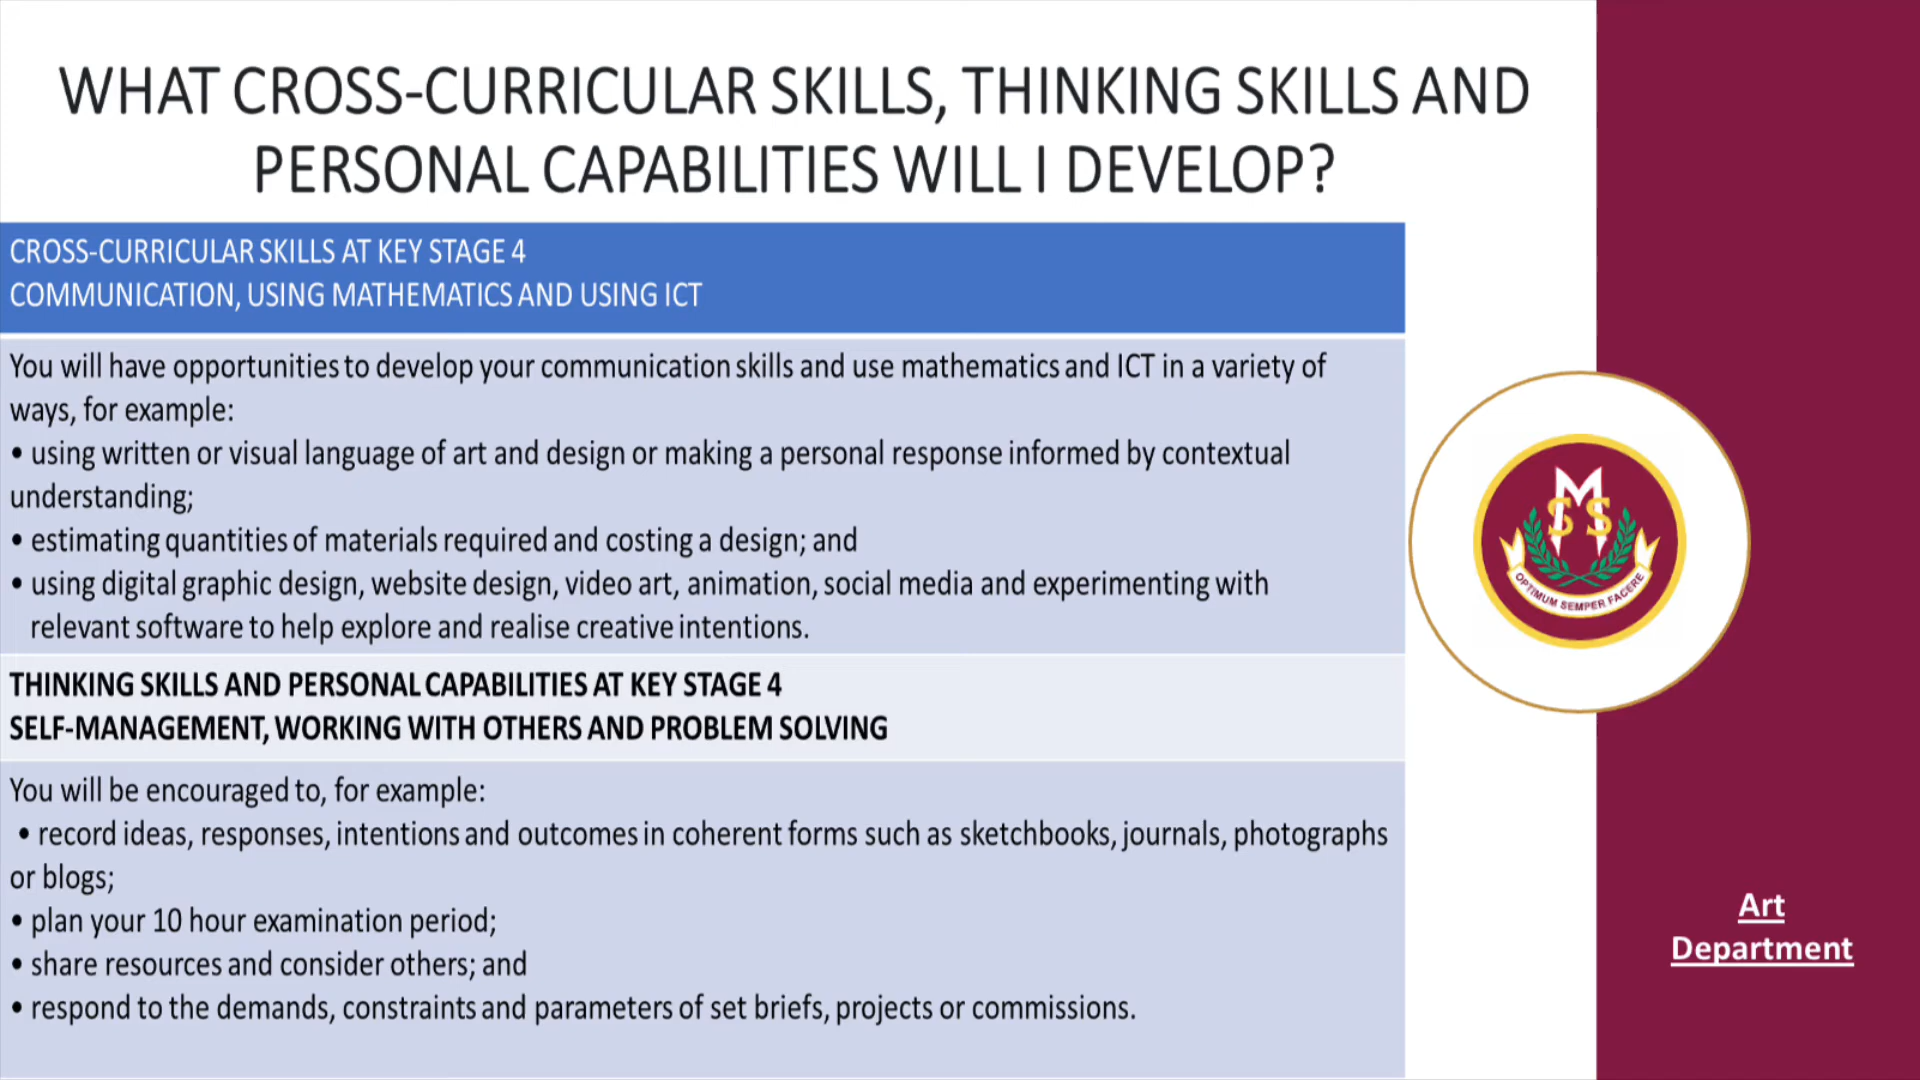 WHAT CROSS-CURRICULAR SKILLS, THINKING SKILLS AND
PERSONAL CAPABILITIES WILL I DEVELOP?
CROSS-CURRICULAR SKILLS AT KEY STAGE 4
COMMUNICATION, USING MATHEMATICS AND USING ICT
You will have opportunities to develop your communication skills and use mathematics and ICT in a variety of
ways, for example:
• using written or visual language of art and design or making a personal response informed by contextual
understanding;
• estimating quantities of materials required and costing a design; and
• using digital graphic design, website design, video art, animation, social media and experimenting with
relevant software to help explore and realise creative intentions.
THINKING SKILLS AND PERSONAL CAPABILITIES AT KEY STAGE 4
SELF-MANAGEMENT, WORKING WITH OTHERS AND PROBLEM SOLVING
You will be encouraged to, for example:
• record ideas, responses, intentions and outcomes in coherent forms such as sketchbooks, journals, photographs
or blogs;
• plan your 10 hour examination period;
• share resources and consider others; and
• respond to the demands, constraints and parameters of set briefs, projects or commissions.
M
S S
OPTIMUM SEMPER FACERE
Art
Department